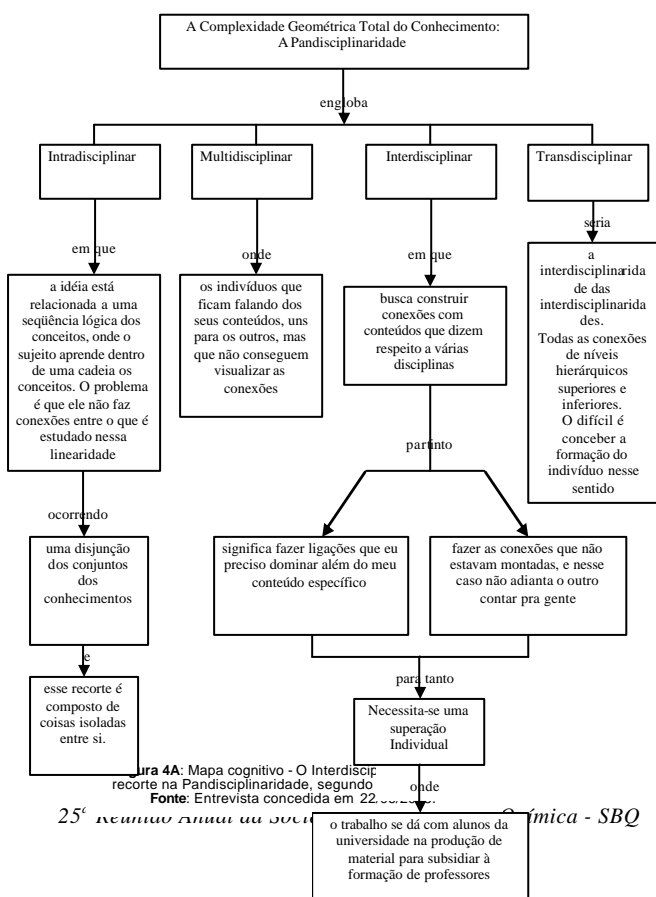 A Complexidade Geométrica Total do Conhecimento:
A Pandisciplinaridade
engloba
Intradisciplinar
Multidisciplinar
Interdisciplinar
Transdisciplinar
em que
onde
em que
seria
a idéia está
relacionada a uma
seqüência lógica dos
conceitos, onde o
sujeito aprende dentro
de uma cadeia os
conceitos. O problema
é que ele não faz
conexões entre o que é
estudado nessa
linearidade
os indivíduos que
ficam falando dos
seus conteúdos, uns
para os outros, mas
que não conseguem
visualizar as
conexões
busca construir
conexões com
conteúdos que dizem
respeito a várias
disciplinas
a
interdisciplinarida
de das
interdisciplinarida
des.
Todas as conexões
de níveis
hierárquicos
superiores e
inferiores.
O difícil é
conceber a
formação do
indivíduo nesse
sentido
partinto
ocorrendo
uma disjunção
dos conjuntos
dos
conhecimentos
significa fazer ligações que eu
preciso dominar além do meu
conteúdo específico
fazer as conexões que não
estavam montadas, e nesse
caso não adianta o outro
contar pra gente
e
esse recorte é
composto de
coisas isoladas
entre si.
para tanto
Necessita-se uma
superação
Individual
4A: Mapa cognitivo - O
recorte na Pandisciplinaridade, segundo
Fonte: Entrevista concedida em
onde
Reunião Anual da - SBQ
o trabalho se dá com alunos da
universidade na produção de
material para subsidiar à
formação de professores